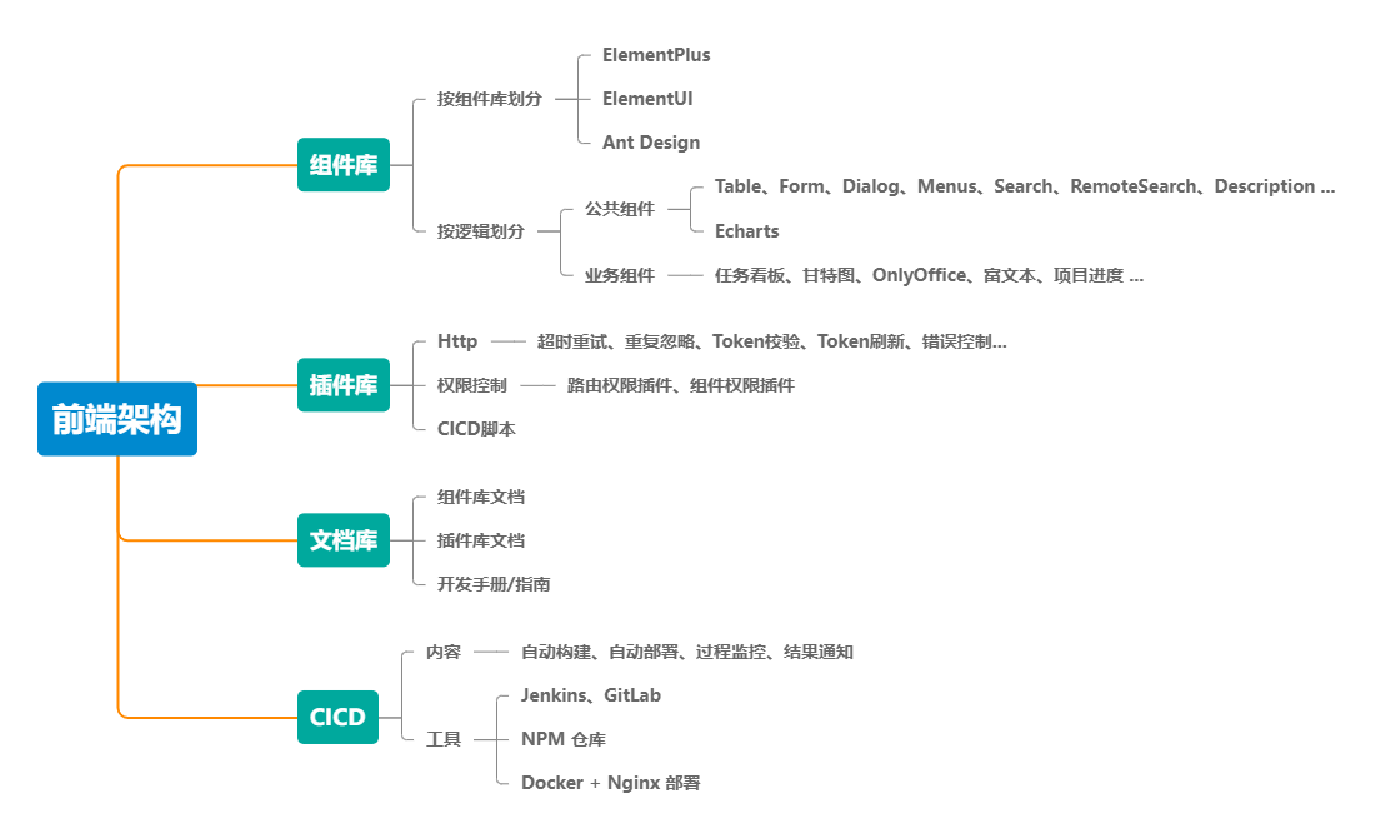 前端架构
组件库
按组件库划分
ElementPlus
ElementUI
Ant Design
按逻辑划分
公共组件
Table、Form、Dialog、Menus、Search、RemoteSearch、Description ...
Echarts
业务组件
任务看板、甘特图、OnlyOffice、富文本、项目进度 ...
插件库
Http
超时重试、重复忽略、Token核验、Token刷新、错误控制...
权限控制
路由权限插件、组件权限插件
CICD脚本
文档库
组件库文档
插件库文档
开发手册/指南
CICD
内容
自动构建、自动部署、过程监控、结果通知
工具
Jenkins、GitLab
NPM 仓库
Docker + Nginx 部署